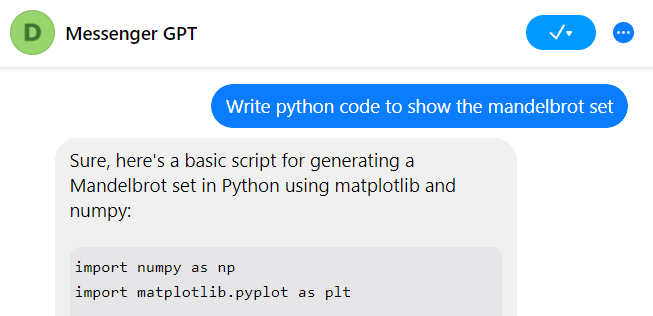 D
Messenger GPT
Write python code to show the mandelbrot set
Sure, here's a basic script for generating a
Mandelbrot set in Python using matplotlib and
numpy:
import numpy as np
import matplotlib.pyplot as plt